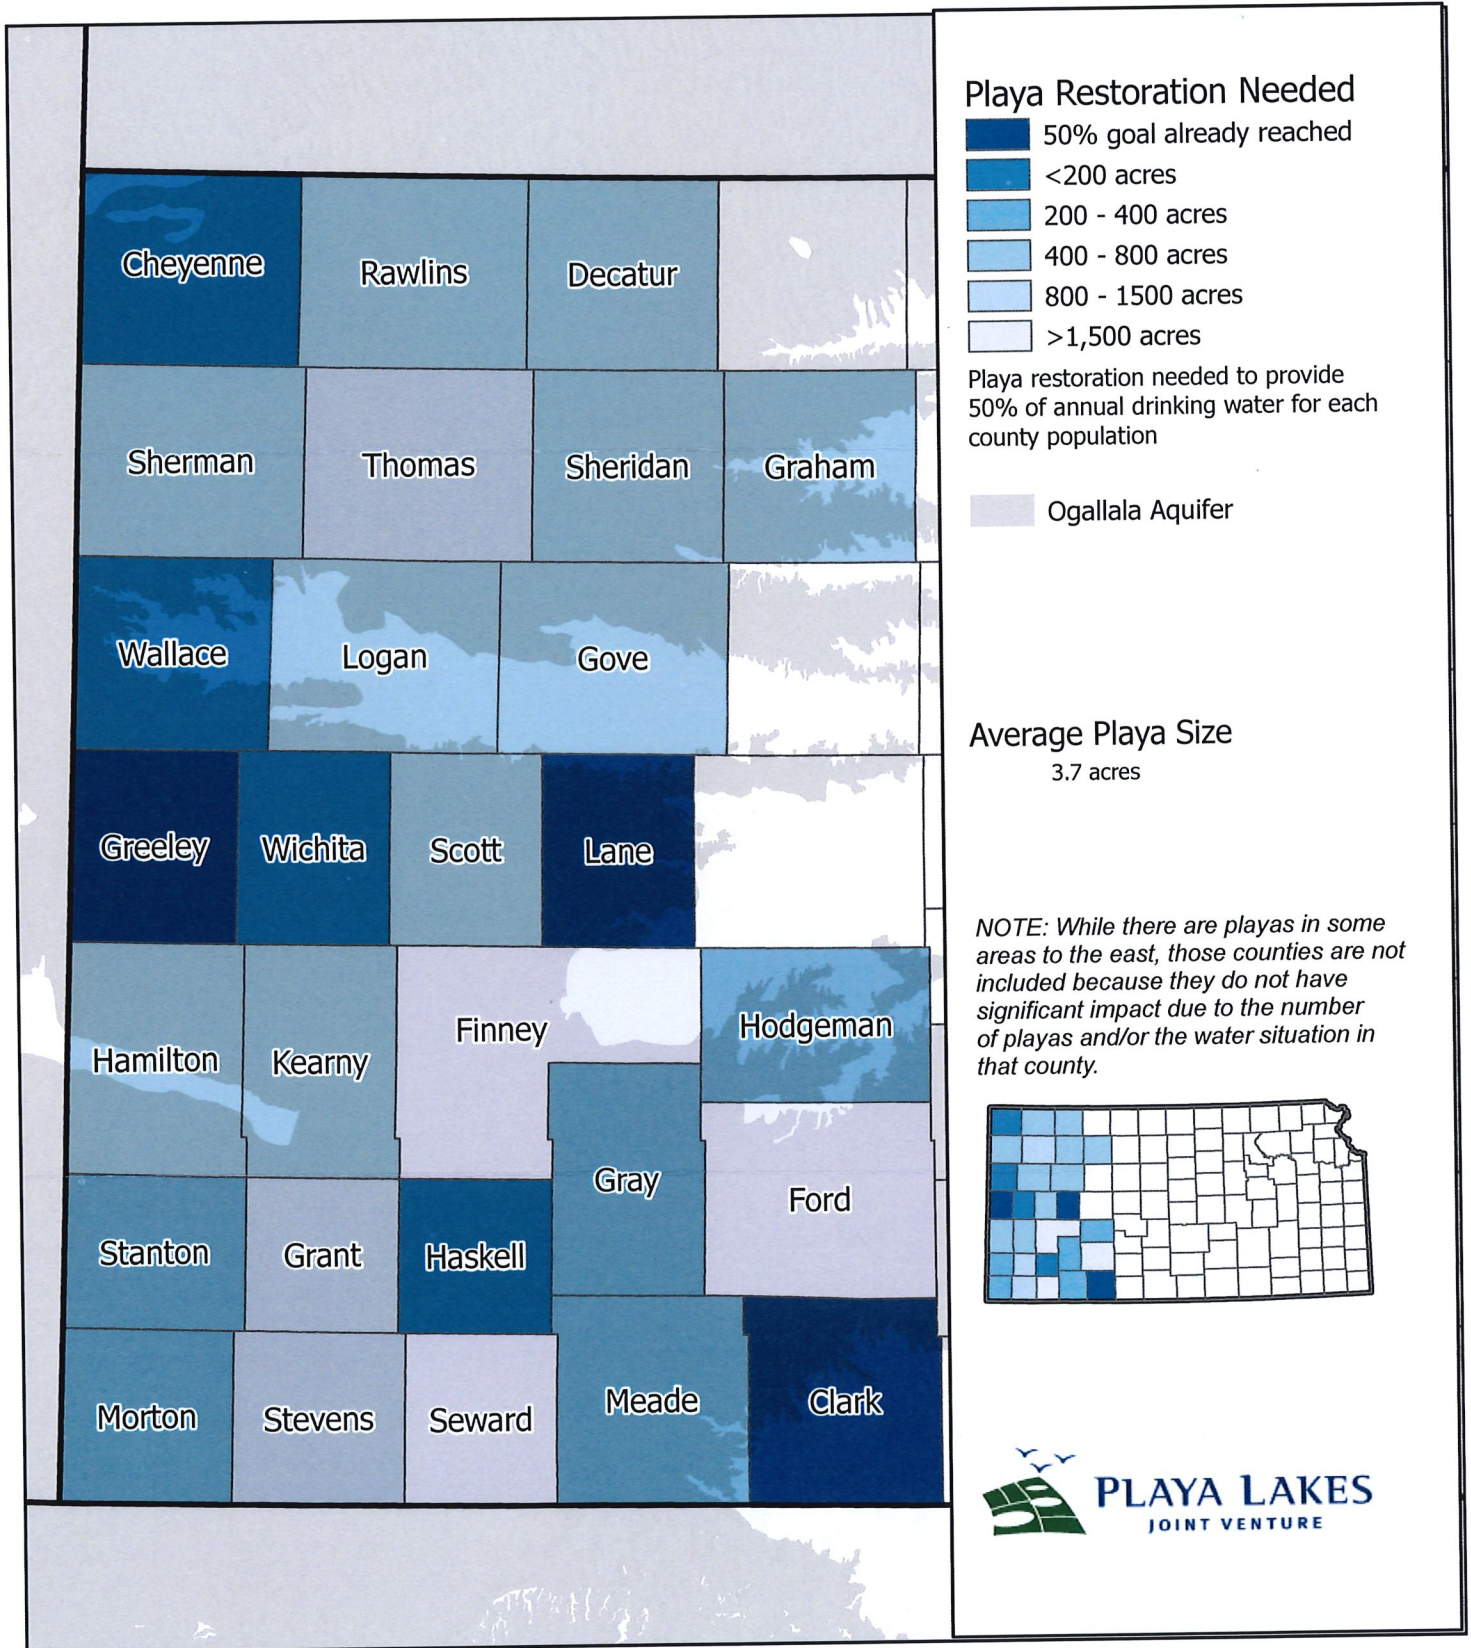 Cheyenne
Rawlins
Decatur
Sherman
Thomas
Sheridan
Graham
Wallace
Logan
Gove
Greeley
Wichita
Scott
Lane
Hamilton
Kearny
Finney
Hodgeman
Gray
Ford
Stanton
Grant
Haskell
Morton
Stevens
Seward
Meade
Clark
Playa Restoration Needed
50% goal already reached
<200 acres
200 - 400 acres
400 - 800 acres
800 - 1500 acres
>1,500 acres
Playa restoration needed to provide
50% of annual drinking water for each
county population
Ogallala Aquifer
Average Playa Size
3.7 acres
NOTE: While there are playas in some
areas to the east, those counties are not
included because they do not have
significant impact due to the number
of playas and/or the water situation in
that county.
PLAYA LAKES
JOINT VENTURE